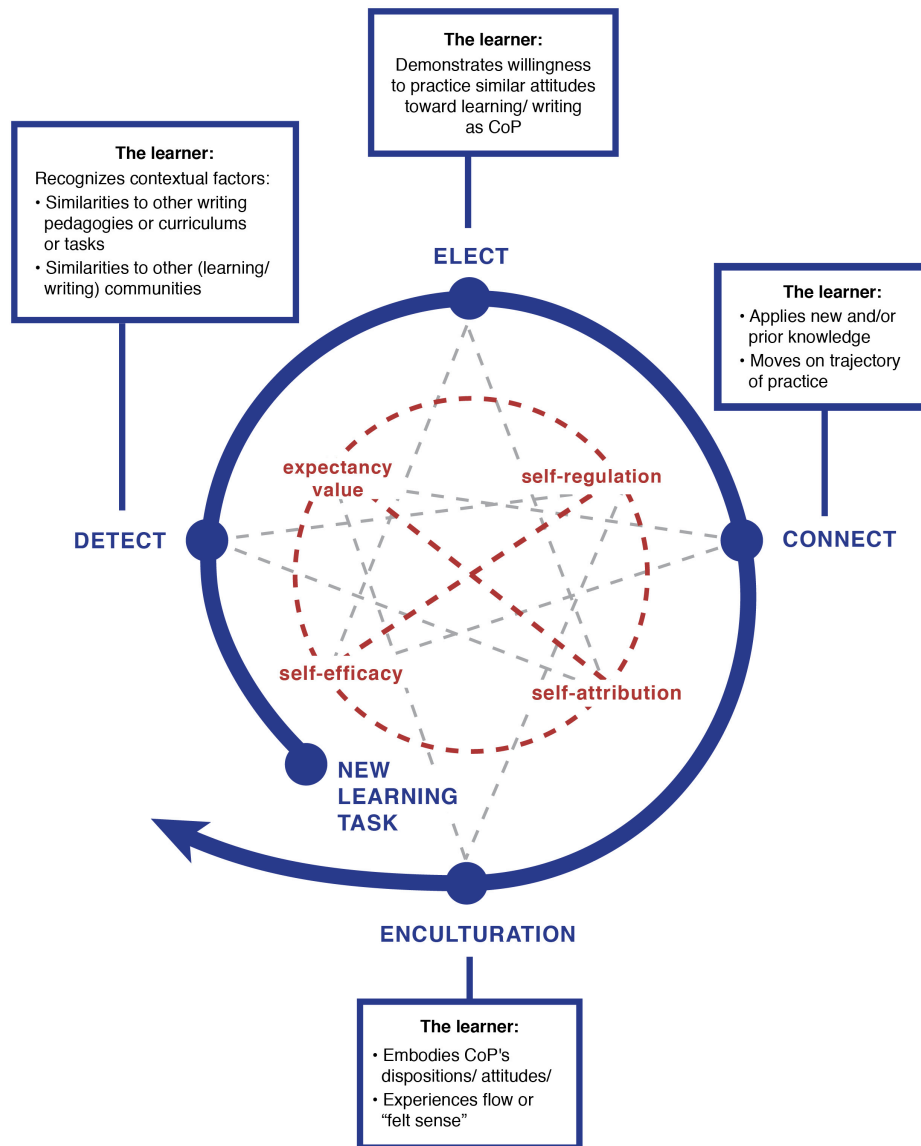 The learner:
Demonstrates willingness
to practice similar attitudes
toward learning/ writing
as CoP
The learner:
Recognizes contextual factors:
• Similarities to other writing
pedagogies or curriculums
or tasks
• Similarities to other (learning/
writing) communities
ELECT
The learner:
• Applies new and/or
prior knowledge
• Moves on trajectory
of practice
expectancy
value
self-regulation
DETECT
CONNECT
self-efficacy
self-attribution
NEW
LEARNING
TASK
ENCULTURATION
The learner:
• Embodies CoP's
dispositions/ attitudes/
• Experiences flow or
“felt sense”